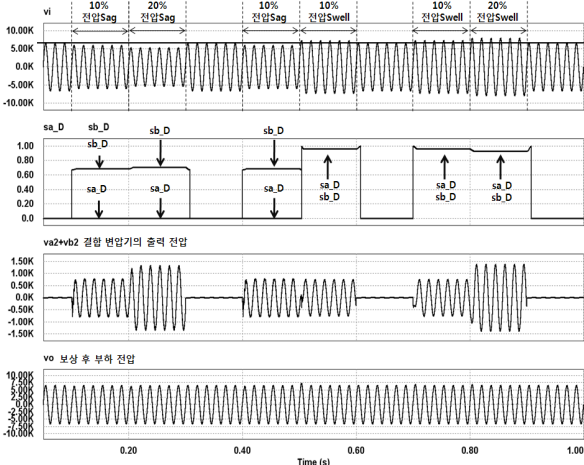 10% 20% 10% 10% 10% 20%
vi 전압Sag 전압Sag 전압Sag 전압Swell 전압Swell 전압Swell
10.00K
5.00K
0.0K
-5.00K
-10.00K
sa_D sb_D sb_D sb_D
sb_D
1.00
0.80
0.60
0.40
0.20
0.0
sa_D sa_D sa_D sa_D sa_D sa_D
sb_D sb_D sb_D
va2+vb2 결합 변압기의 출력 전압
1.50K
1.00K
0.50K
0.0K
-0.50K
-1.00K
-1.50K
vo 보상 후 부하 전압
10.00K
7.50K
5.00K
2.50K
0.0K
-2.50K
-5.00K
-7.50K
-10.00K
0.20 0.40 0.60 0.80 1.00
Time (s)